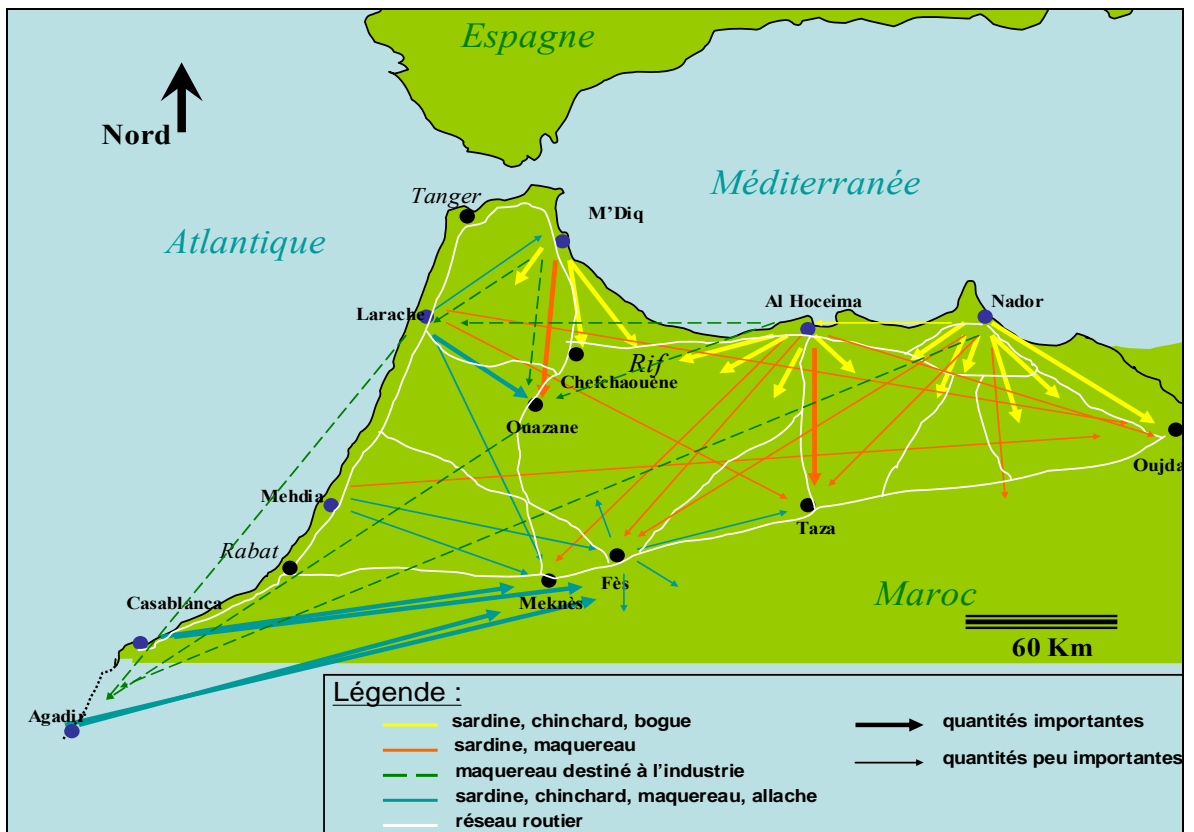 Espagne
Nord
Méditerranée
Tanger
M'Diq
Atlantique
Al Hoceima
Nador
Larache
Rif
Chefchaouène
Ouazane
Oujda
Mehdia
Taza
Rabat
Fès
Meknès
Maroc
Casablanca
60 Km
Agadir
Légende :
sardine, chinchard, bogue
quantités importantes
sardine, maquereau
maquereau destiné à l'industrie
quantités peu importantes
sardine, chinchard, maquereau, allache
réseau routier